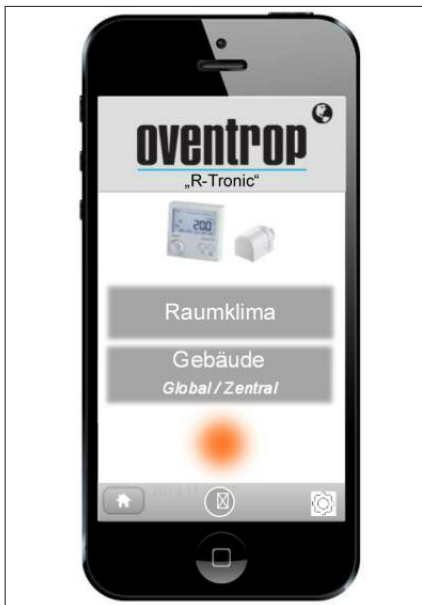 oventrop
„R-Tronic“
200
Raumklima
Gebäude
Global / Zentral